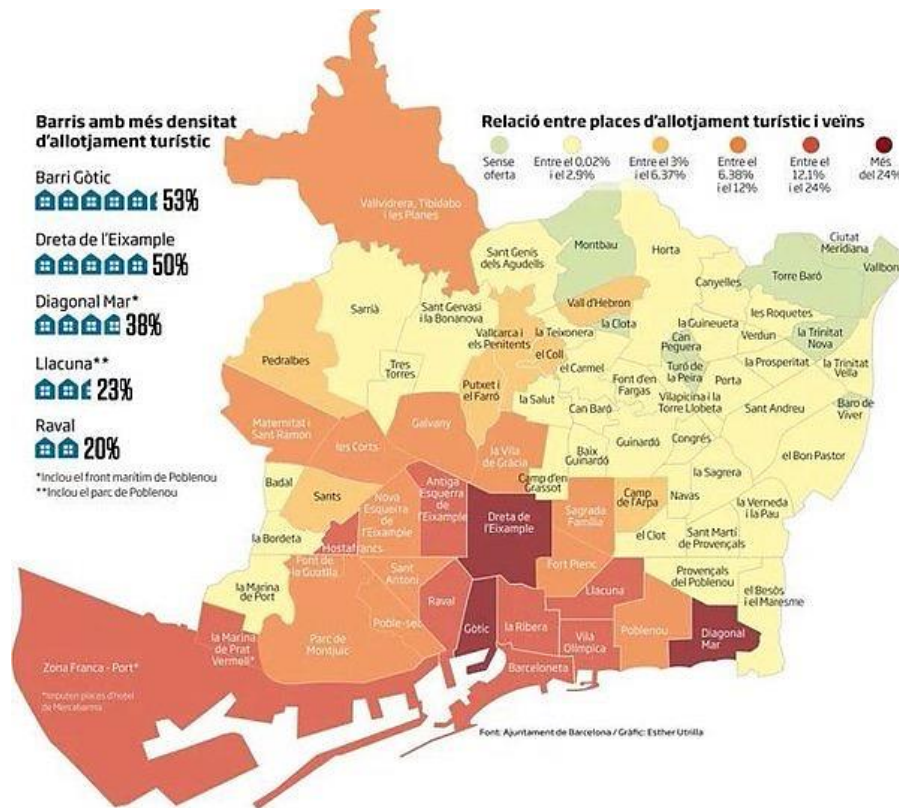 Barris amb més densitat
d'allotjament turístic
Barri Gòtic
53%
Dreta de l'Eixample
50%
Diagonal Mar*
38%
Llacuna**
23%
Raval
20%
*Inclou el front marítim de Poblenou
**Inclou el parc de Poblenou
Relació entre places d'allotjament turístic i veïns
Sense
oferta
Entre el 0,02%
i el 2,9%
Entre el 3%
i el 6,37%
Entre el
6,38%
i el 12%
Entre el
12,1%
i el 24%
Més
del 24%
Vallvidrera, Tibidabo
i les Planes
Sant Genís
dels Agudells
Montbau
Horta
Ciutat
Meridiana
Torre Baró
Vallbona
Canyelles
Vall d'Hebron
Sarrià
Sant Gervasi
i la Bonanova
Vallcarca i
els Penitents
la Teixonera
la Clota
la Guineueta
les Roquetes
Verdun
la Trinitat
Nova
Pedralbes
Tres
Torres
el Coll
el Carmel
Can
Peguera
Turó de
la Peira
Porta
la Prosperitat
la Trinitat
Vella
Putxet i
el Farró
Font d'en
Fargas
Vilapicina i la
Torre Llobeta
la Salut
Can Baró
Sant Andreu
Baró de
Viver
Maternitat i
Sant Ramon
les Corts
Galvany
la Vila
de Gràcia
Baix
Guinardó
Guinardó
Congrés
el Bon Pastor
Badal
Sants
Camp d'en
Grassot
la Sagrera
Antiga
Esquerra
de l'Eixample
Nova
Esquerra de
l'Eixample
Dreta de
l'Eixample
Sagrada
Família
Camp
de l'Arpa
Navas
la Verneda
i la Pau
la Bordeta
Hostafrancs
el Clot
Sant Martí
de Provençals
Font de
la Guatlla
Sant
Antoni
Fort Pienc
Provençals
del Poblenou
la Marina
de Port
Raval
Llacuna
el Besòs
i el Maresme
Poble-sec
Gòtic
la Ribera
Vila
Olímpica
Poblenou
Diagonal
Mar
la Marina
de Prat
Vermell*
Parc de
Montjuïc
Barceloneta
Zona Franca - Port*
*Imputen places d'hotel
de Mercabarna
Font: Ajuntament de Barcelona / Gràfic: Esther Utrilla